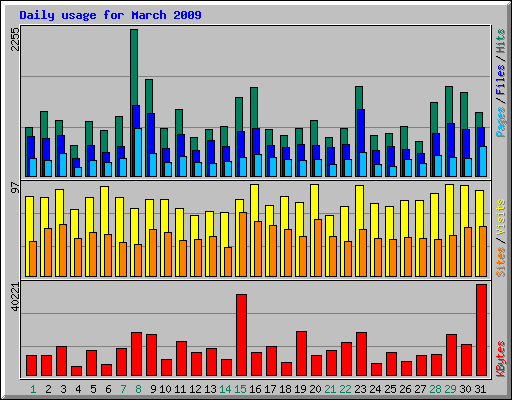 Daily usage for March 2009
2255
Pages / Files / Hits
97
Sites / Visits
40221
KBytes
1 2 3 4 5 6 7 8 9 10 11 12 13 14 15 16 17 18 19 20 21 22 23 24 25 26 27 28 29 30 31